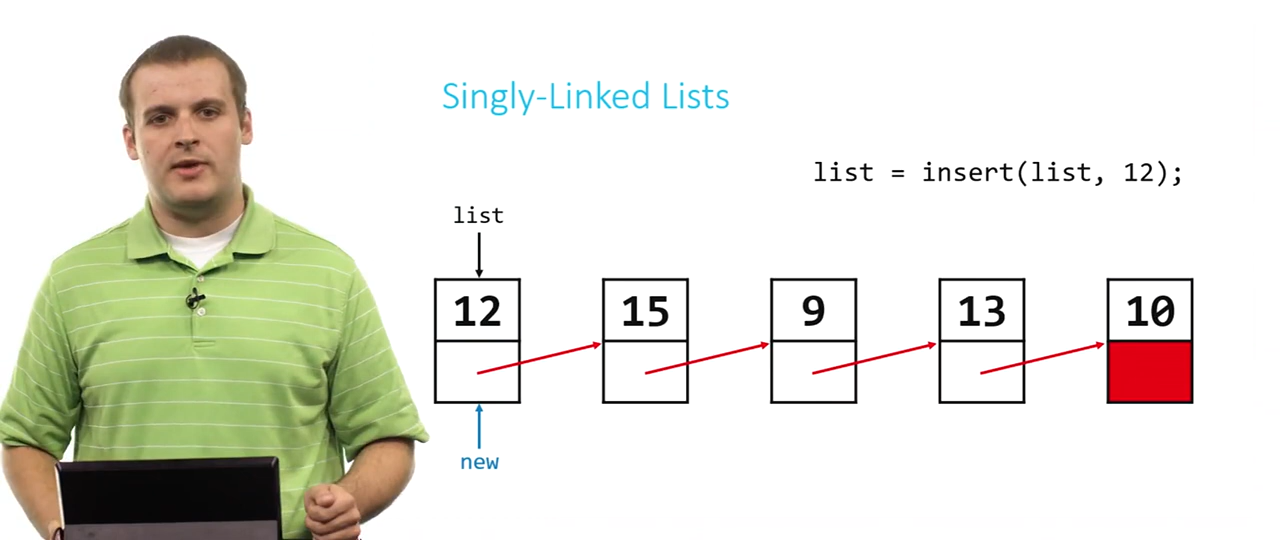 Singly-Linked Lists
list = insert(list, 12);
list
12 15 9 13 10
new